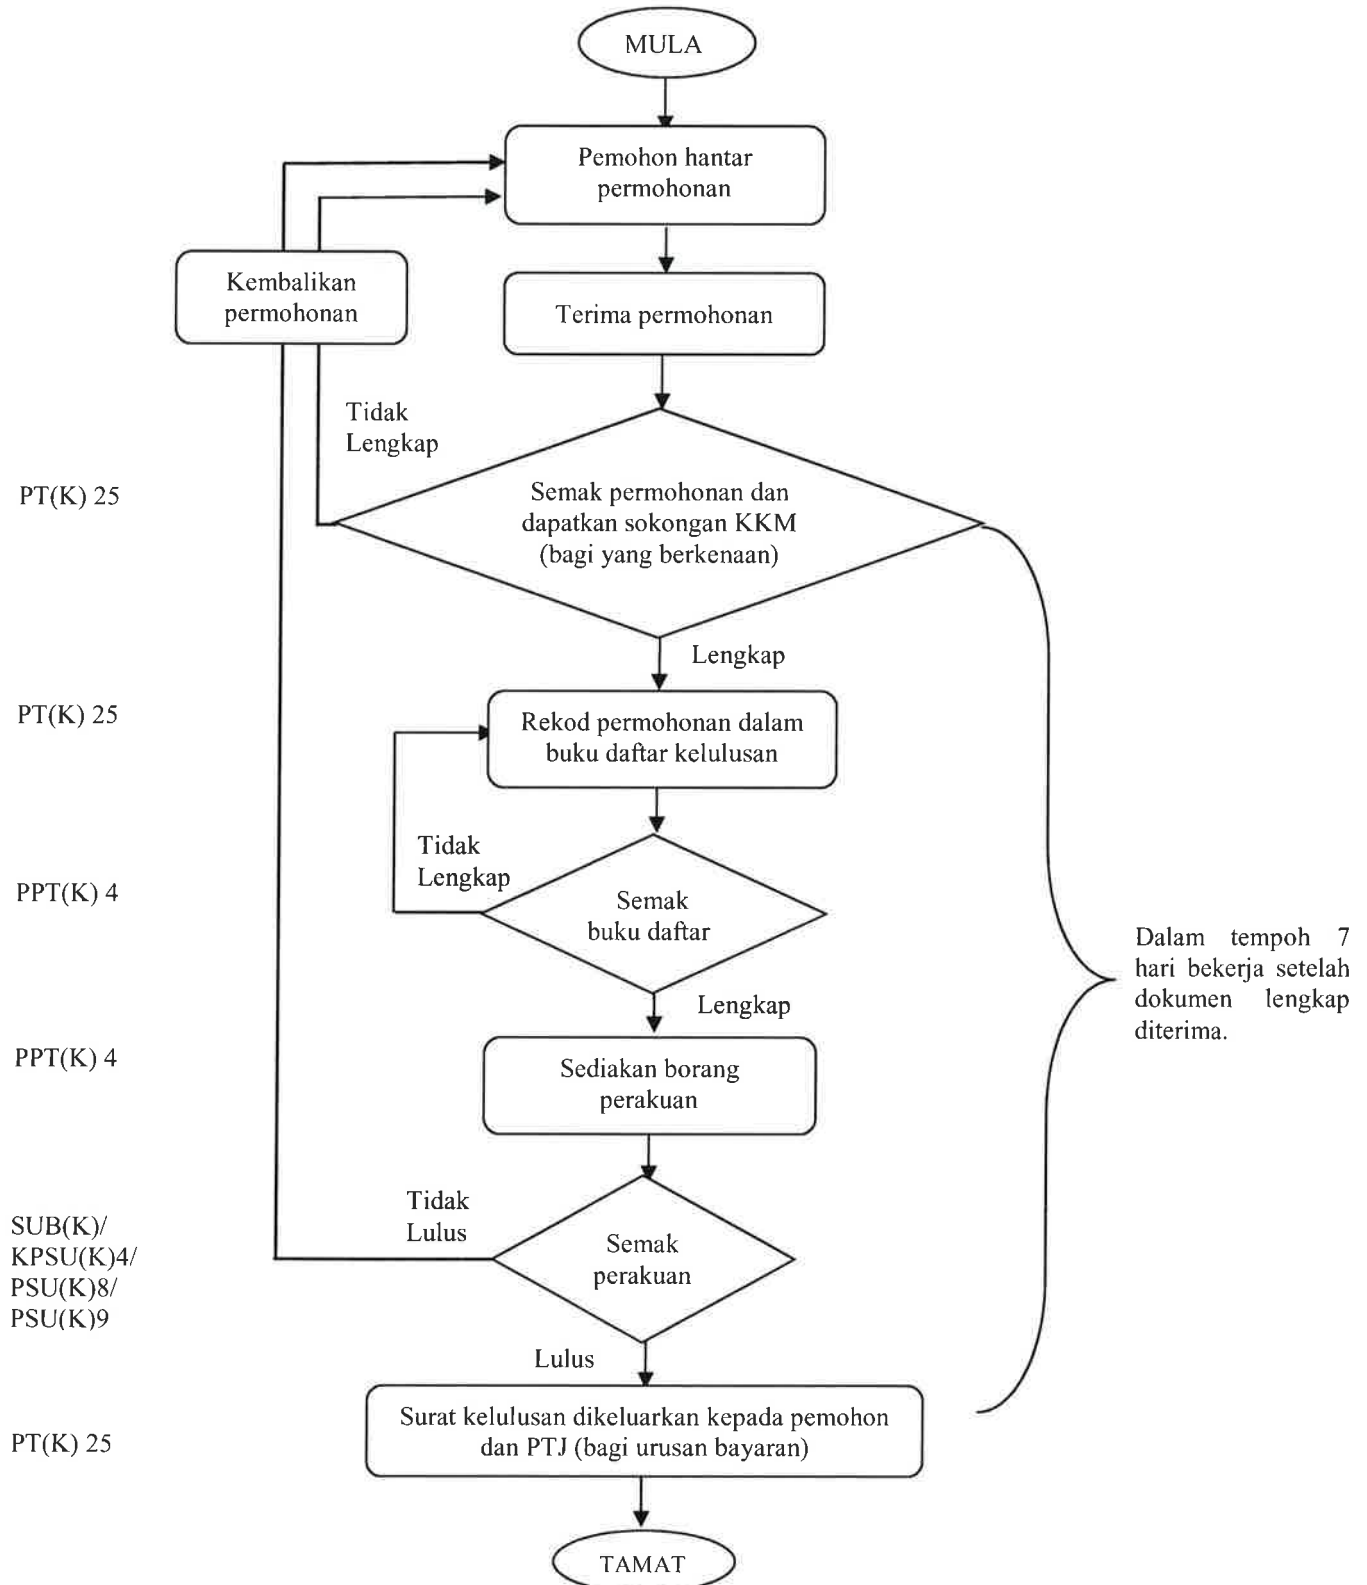 MULA
Pemohon hantar
permohonan
Kembalikan
permohonan
Terima permohonan
Tidak
Lengkap
PT(K) 25
Semak permohonan dan
dapatkan sokongan KKM
(bagi yang berkenaan)
Lengkap
PT(K) 25
Rekod permohonan dalam
buku daftar kelulusan
Tidak
Lengkap
PPT(K) 4
Semak
buku daftar
Dalam tempoh 7
hari bekerja setelah
dokumen lengkap
diterima.
Lengkap
PPT(K) 4
Sediakan borang
perakuan
Tidak
Lulus
SUB(K)/
KPSU(K)4/
PSU(K)8/
PSU(K)9
Semak
perakuan
Lulus
PT(K) 25
Surat kelulusan dikeluarkan kepada pemohon
dan PTJ (bagi urusan bayaran)
TAMAT